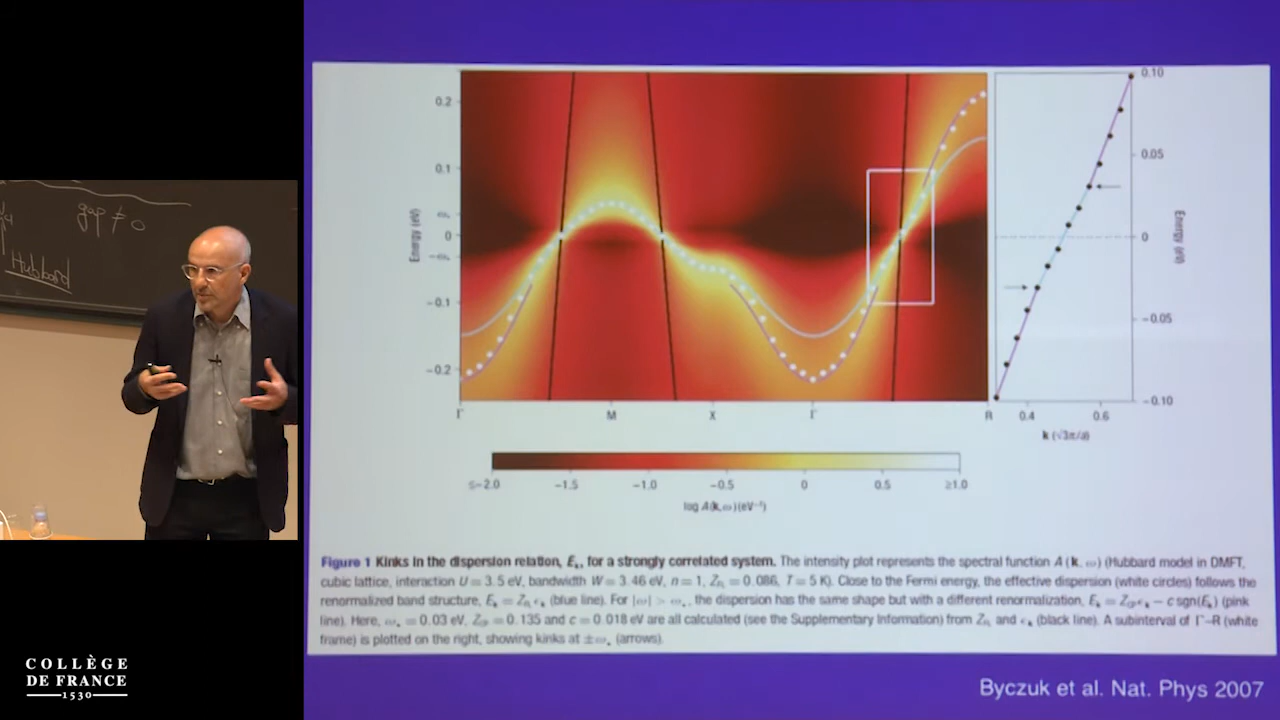 gap ≠ 0
Hubbard
COLLÈGE
DE FRANCE
1530
0.2
0.1
ω*
0
−ω*
−0.1
−0.2
Energy (eV)
Γ
M
X
Γ
R
0.10
0.05
0
−0.05
−0.10
Energy (eV)
0.4
0.6
k (√3π/a)
≤−2.0
−1.5
−1.0
−0.5
0
0.5
≥1.0
log A(k,ω)(eV⁻¹)
Figure 1 Kinks in the dispersion relation, Eₖ, for a strongly correlated system. The intensity plot represents the spectral function A(k, ω) (Hubbard model in DMFT,
cubic lattice, interaction U = 3.5 eV, bandwidth W = 3.46 eV, n = 1, Z_FL = 0.086, T = 5 K). Close to the Fermi energy, the effective dispersion (white circles) follows the
renormalized band structure, Eₖ = Z_FL ϵₖ (blue line). For |ω| > ω*, the dispersion has the same shape but with a different renormalization, Eₖ = Z_CP ϵₖ − c sgn(Eₖ) (pink
line). Here, ω* = 0.03 eV, Z_CP = 0.135 and c = 0.018 eV are all calculated (see the Supplementary Information) from Z_FL and ϵₖ (black line). A subinterval of Γ–R (white
frame) is plotted on the right, showing kinks at ±ω* (arrows).
Byczuk et al. Nat. Phys 2007